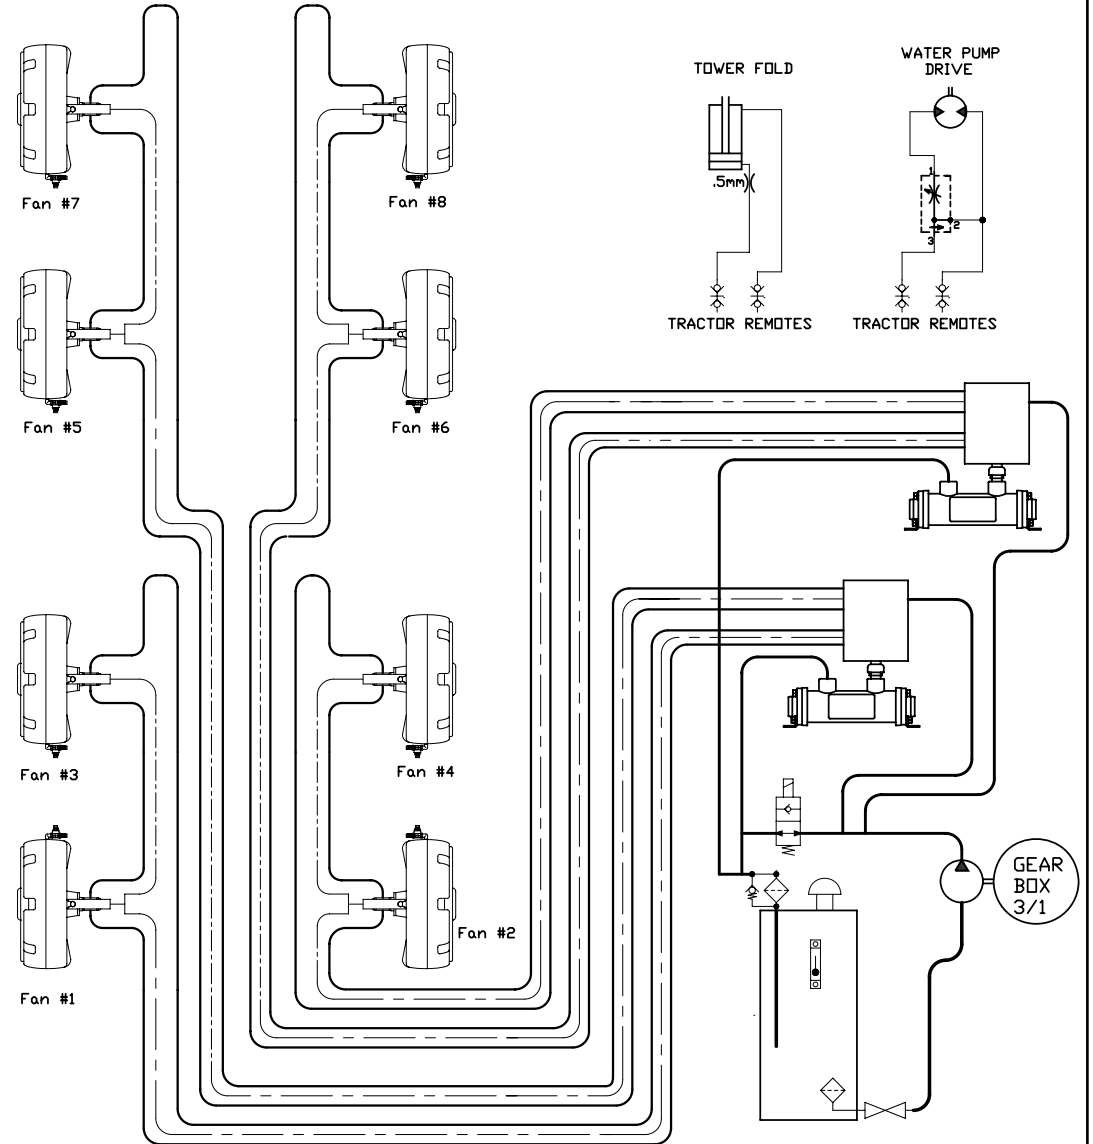 TOWER FOLD
WATER PUMP
DRIVE
.5mm
1
2
3
TRACTOR REMOTES
TRACTOR REMOTES
Fan #7
Fan #8
Fan #5
Fan #6
Fan #3
Fan #4
Fan #1
Fan #2
GEAR
BOX
3/1